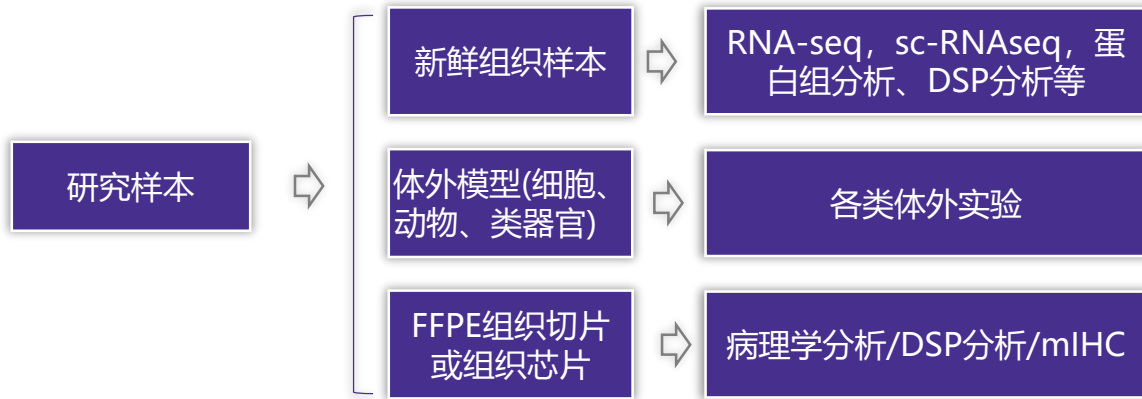 新鲜组织样本
RNA-seq，sc-RNAseq，蛋
白组分析、DSP分析等
研究样本
体外模型(细胞、
动物、类器官)
各类体外实验
FFPE组织切片
或组织芯片
病理学分析/DSP分析/mIHC